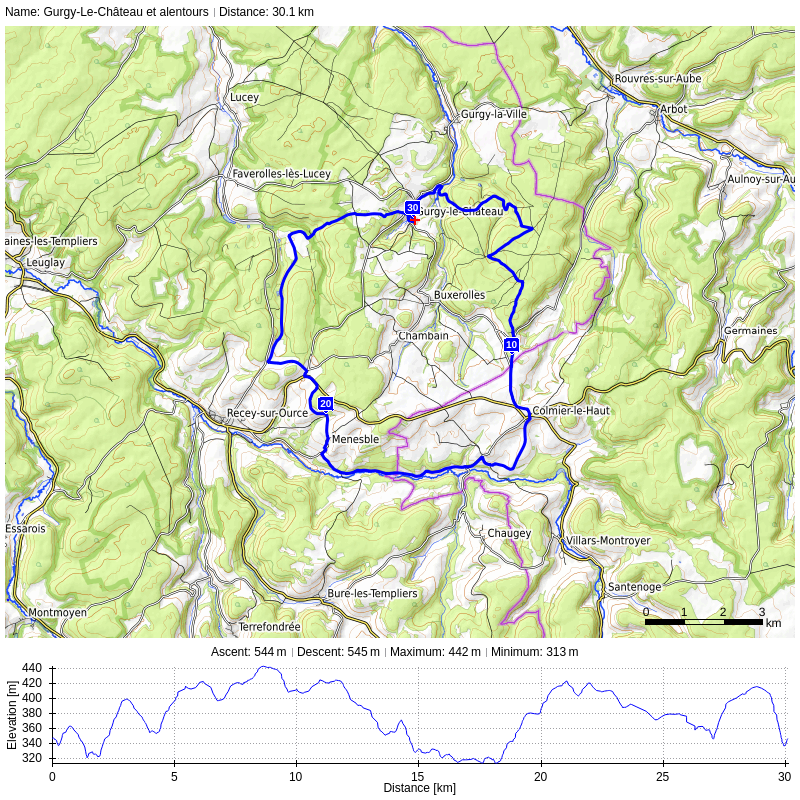 Name: Gurgy-Le-Château et alentours | Distance: 30.1 km
Rouvres-sur-Aube
Lucey
Arbot
Gurgy-la-Ville
Faverolles-lès-Lucey
Aulnoy-sur-Au
30
Gurgy-le-Château
aines-les-Templiers
Leuglay
Buxerolles
Germaines
Chambain
10
20
Recey-sur-Ource
Colmier-le-Haut
Menesble
Essarois
Chaugey
Villars-Montroyer
Santenoge
Bure-les-Templiers
Montmoyen
0 1 2 3
km
Terrefondrée
Ascent: 544 m | Descent: 545 m | Maximum: 442 m | Minimum: 313 m
440
420
400
380
360
340
320
Elevation [m]
0 5 10 15 20 25 30
Distance [km]